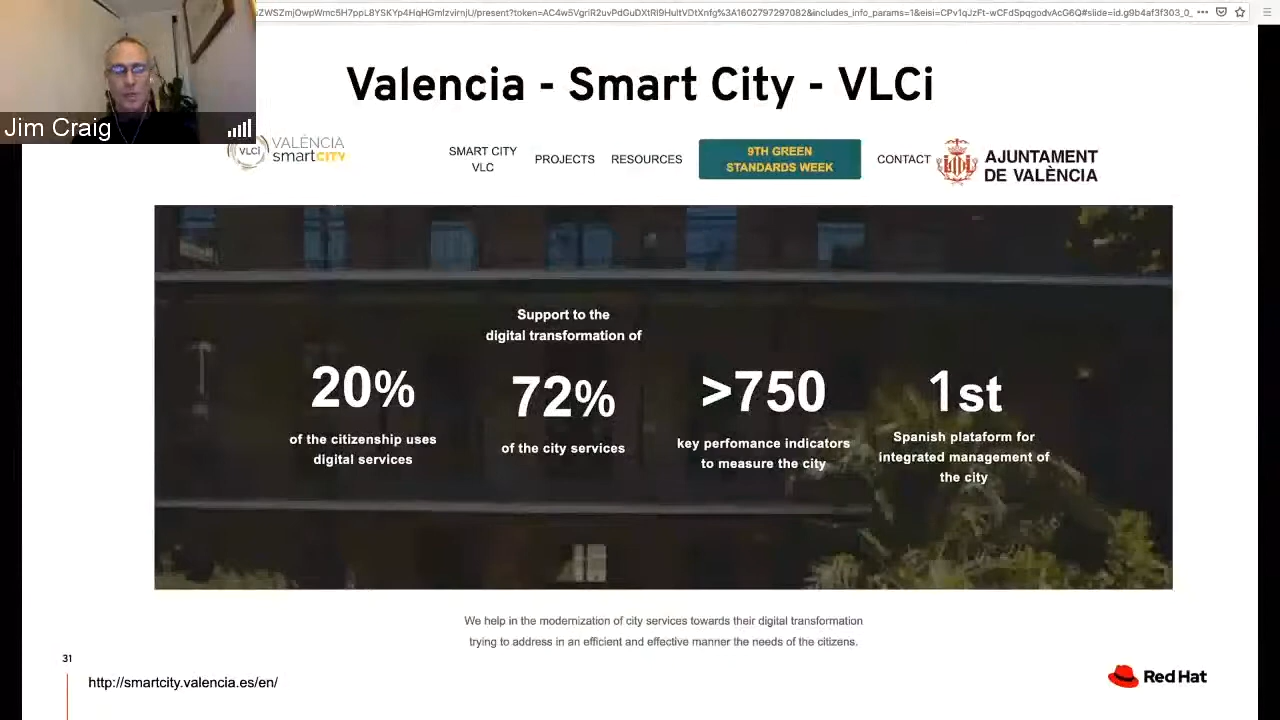 Valencia - Smart City - VLCi
Jim Craig
VLCi
VALÈNCIA
smartCITY
SMART CITY
VLC
PROJECTS
RESOURCES
9TH GREEN
STANDARDS WEEK
CONTACT
AJUNTAMENT
DE VALÈNCIA
20%
of the citizenship uses
digital services
Support to the
digital transformation of
72%
of the city services
>750
key perfomance indicators
to measure the city
1st
Spanish plataform for
integrated management of
the city
We help in the modernization of city services towards their digital transformation
trying to address in an efficient and effective manner the needs of the citizens.
31
http://smartcity.valencia.es/en/
Red Hat